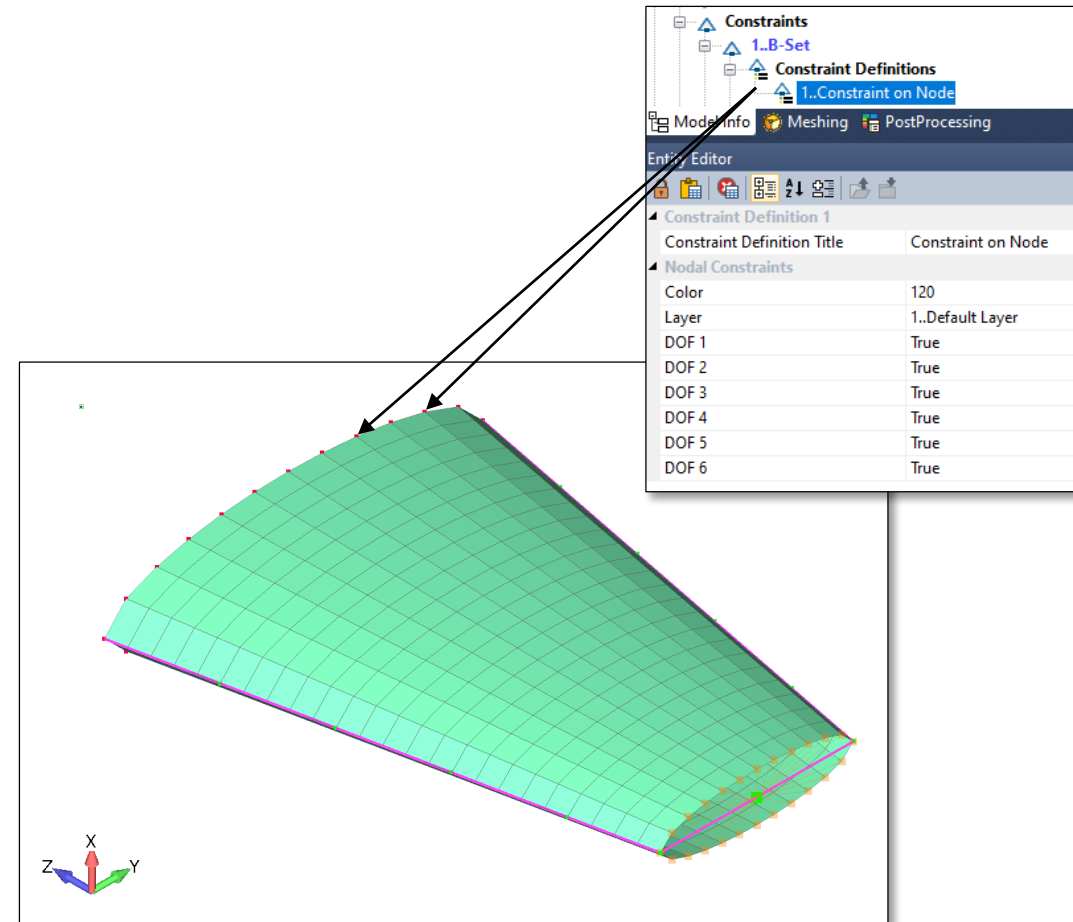 Constraints
1..B-Set
Constraint Definitions
1..Constraint on Node
Model Info Meshing PostProcessing
Entity Editor
Constraint Definition 1
Constraint Definition Title Constraint on Node
Nodal Constraints
Color 120
Layer 1..Default Layer
DOF 1 True
DOF 2 True
DOF 3 True
DOF 4 True
DOF 5 True
DOF 6 True
X
Z Y